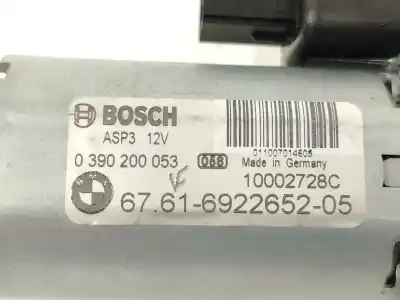 BOSCH
ASP3 12V
011007014605
0 390 200 053 058 Made in Germany
10002728C
67.61-6922652-05